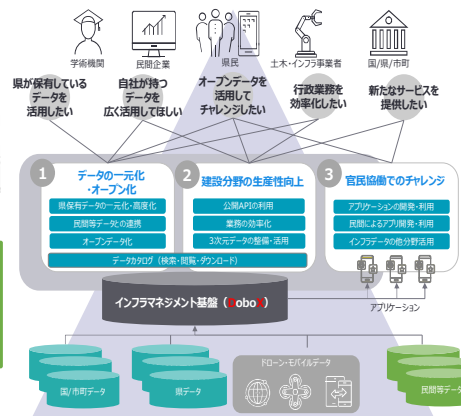 学術機関
民間企業
県民
土木・インフラ事業者
国/県/市町
県が保有している
データを
活用したい
自社が持つ
データを
広く活用してほしい
オープンデータを
活用して
チャレンジしたい
行政業務を
効率化したい
新たなサービスを
提供したい
1
データの一元化
・オープン化
県保有データの一元化・高度化
民間等データとの連携
オープンデータ化
2
建設分野の生産性向上
公開APIの利用
業務の効率化
3次元データの整備・活用
データカタログ（検索・閲覧・ダウンロード）
3
官民協働でのチャレンジ
アプリケーションの開発・利用
官民によるアプリ開発・利用
インフラデータの他分野活用
アプリケーション
インフラマネジメント基盤（DoboX）
国/市町データ
県データ
ドローン・モバイルデータ
民間等データ